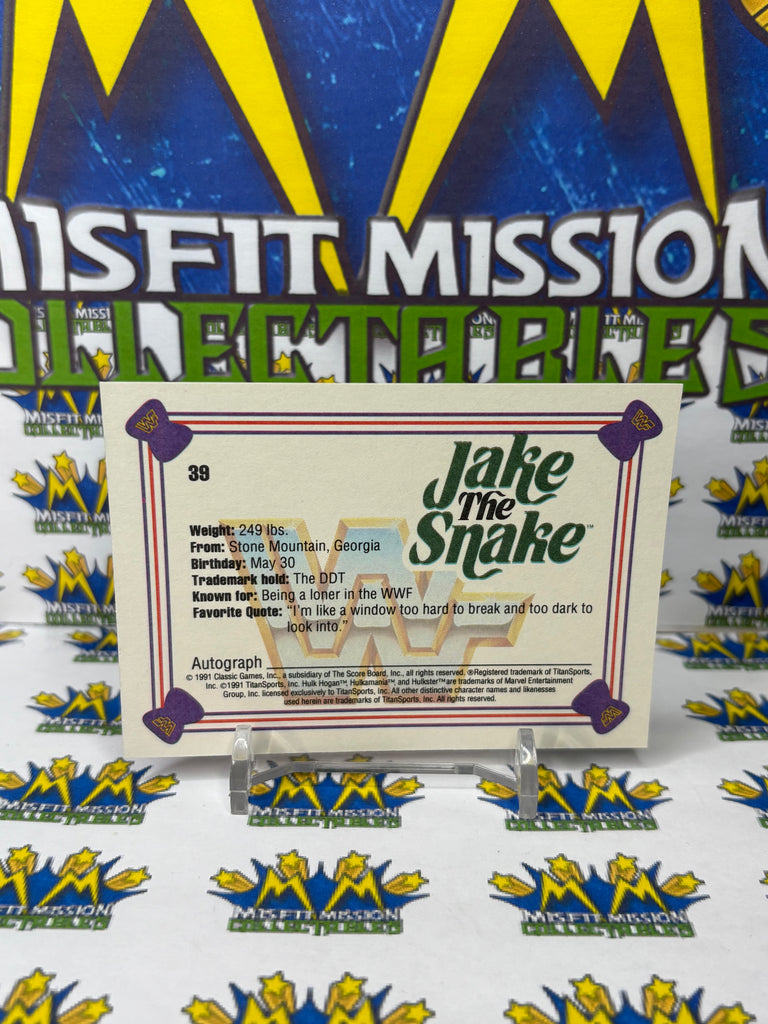 MISFIT MISSION
OLLECTABLES
39
Jake
The
Snake™
Weight: 249 lbs.
From: Stone Mountain, Georgia
Birthday: May 30
Trademark hold: The DDT
Known for: Being a loner in the WWF
Favorite Quote: “I'm like a window too hard to break and too dark to
look into.”
Autograph
© 1991 Classic Games, Inc., a subsidiary of The Score Board, Inc., all rights reserved. ®Registered trademark of TitanSports,
Inc. ©1991 TitanSports, Inc. Hulk Hogan™, Hulkamania™, and Hulkster™ are trademarks of Marvel Entertainment
Group, Inc. licensed exclusively to TitanSports, Inc. All other distinctive character names and likenesses
used herein are trademarks of TitanSports, Inc. All rights reserved.
MISFIT MISSION
COLLECTABLES